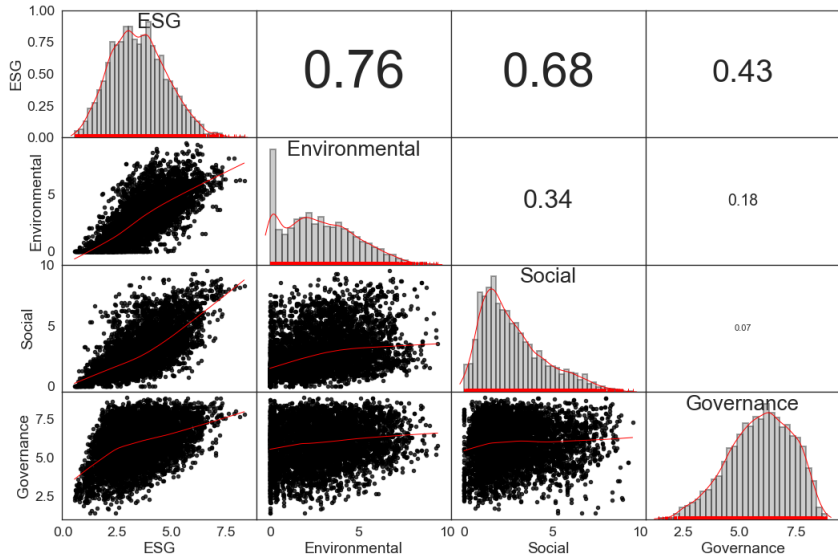 1.00
ESG
0.75
0.50
0.25
0.00
ESG
0.76
0.68
0.43
Environmental
5
0
Environmental
0.34
0.18
Social
10
5
0
Social
0.07
Governance
7.5
5.0
2.5
Governance
0.0 2.5 5.0 7.5
0 5 10
0 5 10
2.5 5.0 7.5
ESG Environmental Social Governance